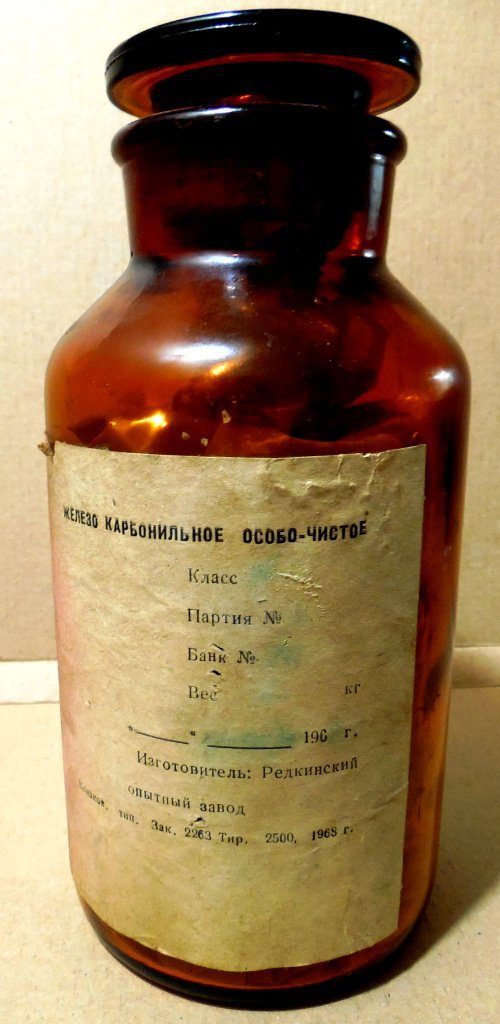 ЖЕЛЕЗО КАРБОНИЛЬНОЕ ОСОБО-ЧИСТОЕ
Класс
Партия №
Банк №
Вес кг
„ “ 196 г.
Изготовитель: Редкинский
опытный завод
тип. Зак. 2263 Тир. 2500, 1968 г.